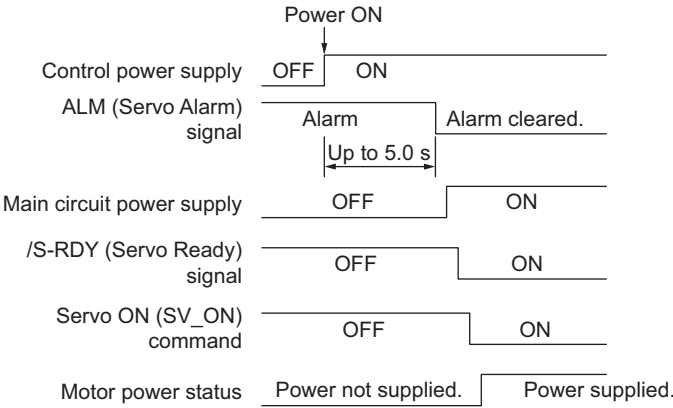 Power ON
Control power supply OFF ON
ALM (Servo Alarm)
signal
Alarm Alarm cleared.
Up to 5.0 s
Main circuit power supply OFF ON
/S-RDY (Servo Ready)
signal
OFF ON
Servo ON (SV_ON)
command
OFF ON
Motor power status Power not supplied. Power supplied.